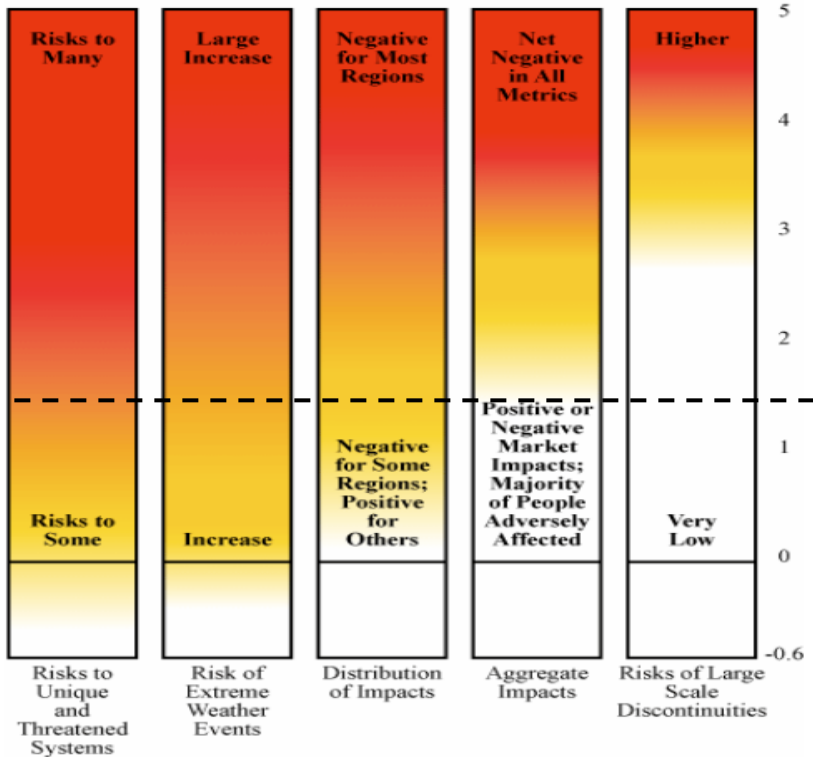 Risks to
Many
Large
Increase
Negative
for Most
Regions
Net
Negative
in All
Metrics
Higher
5
4
3
2
1
0
-0.6
Risks to
Some
Increase
Negative
for Some
Regions;
Positive
for
Others
Positive or
Negative
Market
Impacts;
Majority
of People
Adversely
Affected
Very
Low
Risks to
Unique
and
Threatened
Systems
Risk of
Extreme
Weather
Events
Distribution
of Impacts
Aggregate
Impacts
Risks of Large
Scale
Discontinuities